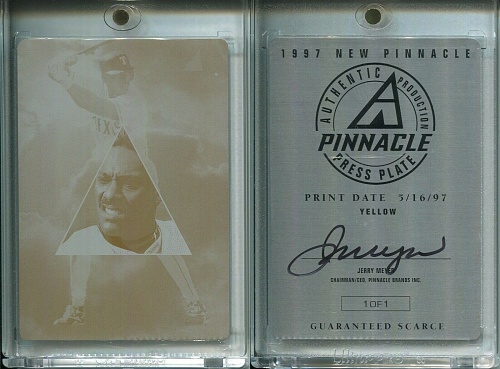 1997 NEW PINNACLE
AUTHENTIC PRODUCTION
PINNACLE
PRESS PLATE
PRINT DATE 5/16/97
YELLOW
JERRY MEYER
CHAIRMAN/CEO, PINNACLE BRANDS INC.
1 OF 1
GUARANTEED SCARCE